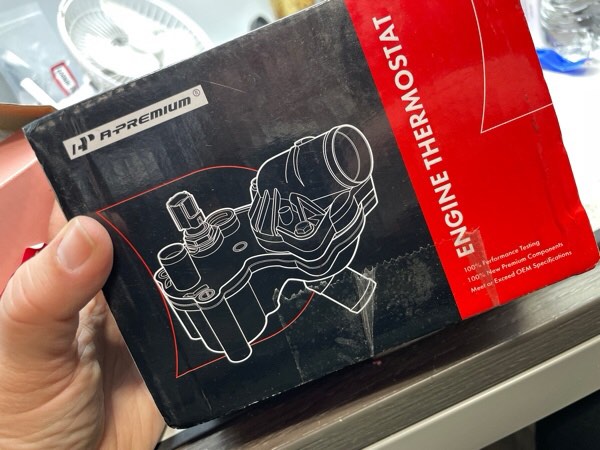 A-PREMIUM®
ENGINE THERMOSTAT
100% Performance Testing
100% New Premium Components
Meet or Exceed OEM Specifications